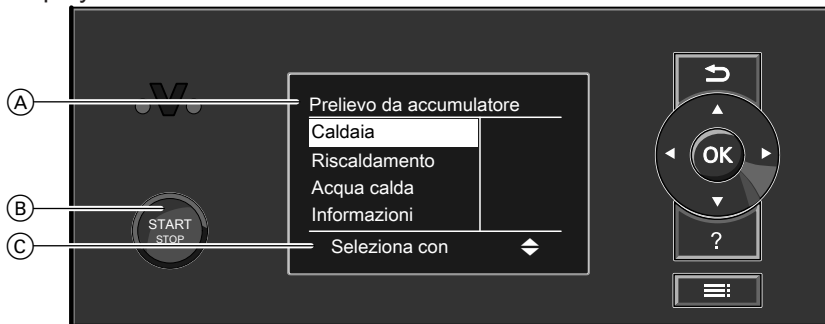 A
Prelievo da accumulatore
Caldaia
Riscaldamento
Acqua calda
Informazioni
B
START
STOP
C
Seleziona con
OK
?